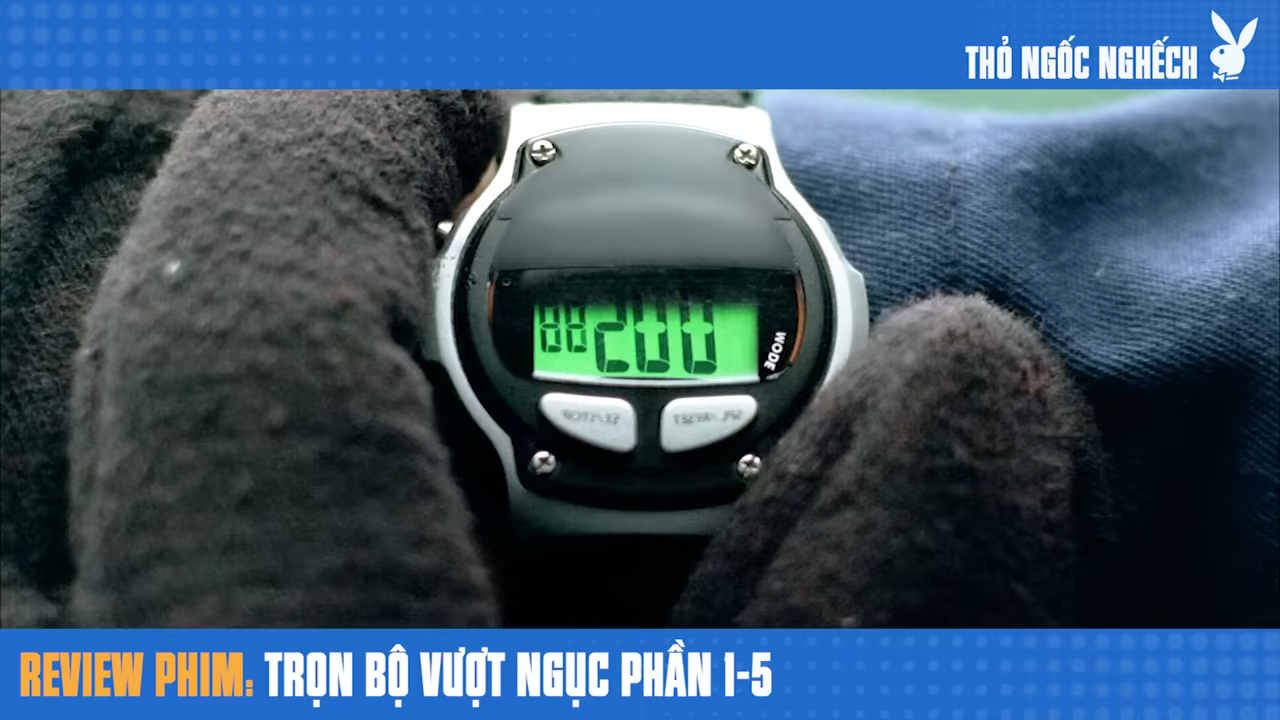 THỎ NGỐC NGHẾCH
REVIEW PHIM: TRỌN BỘ VƯỢT NGỤC PHẦN 1-5